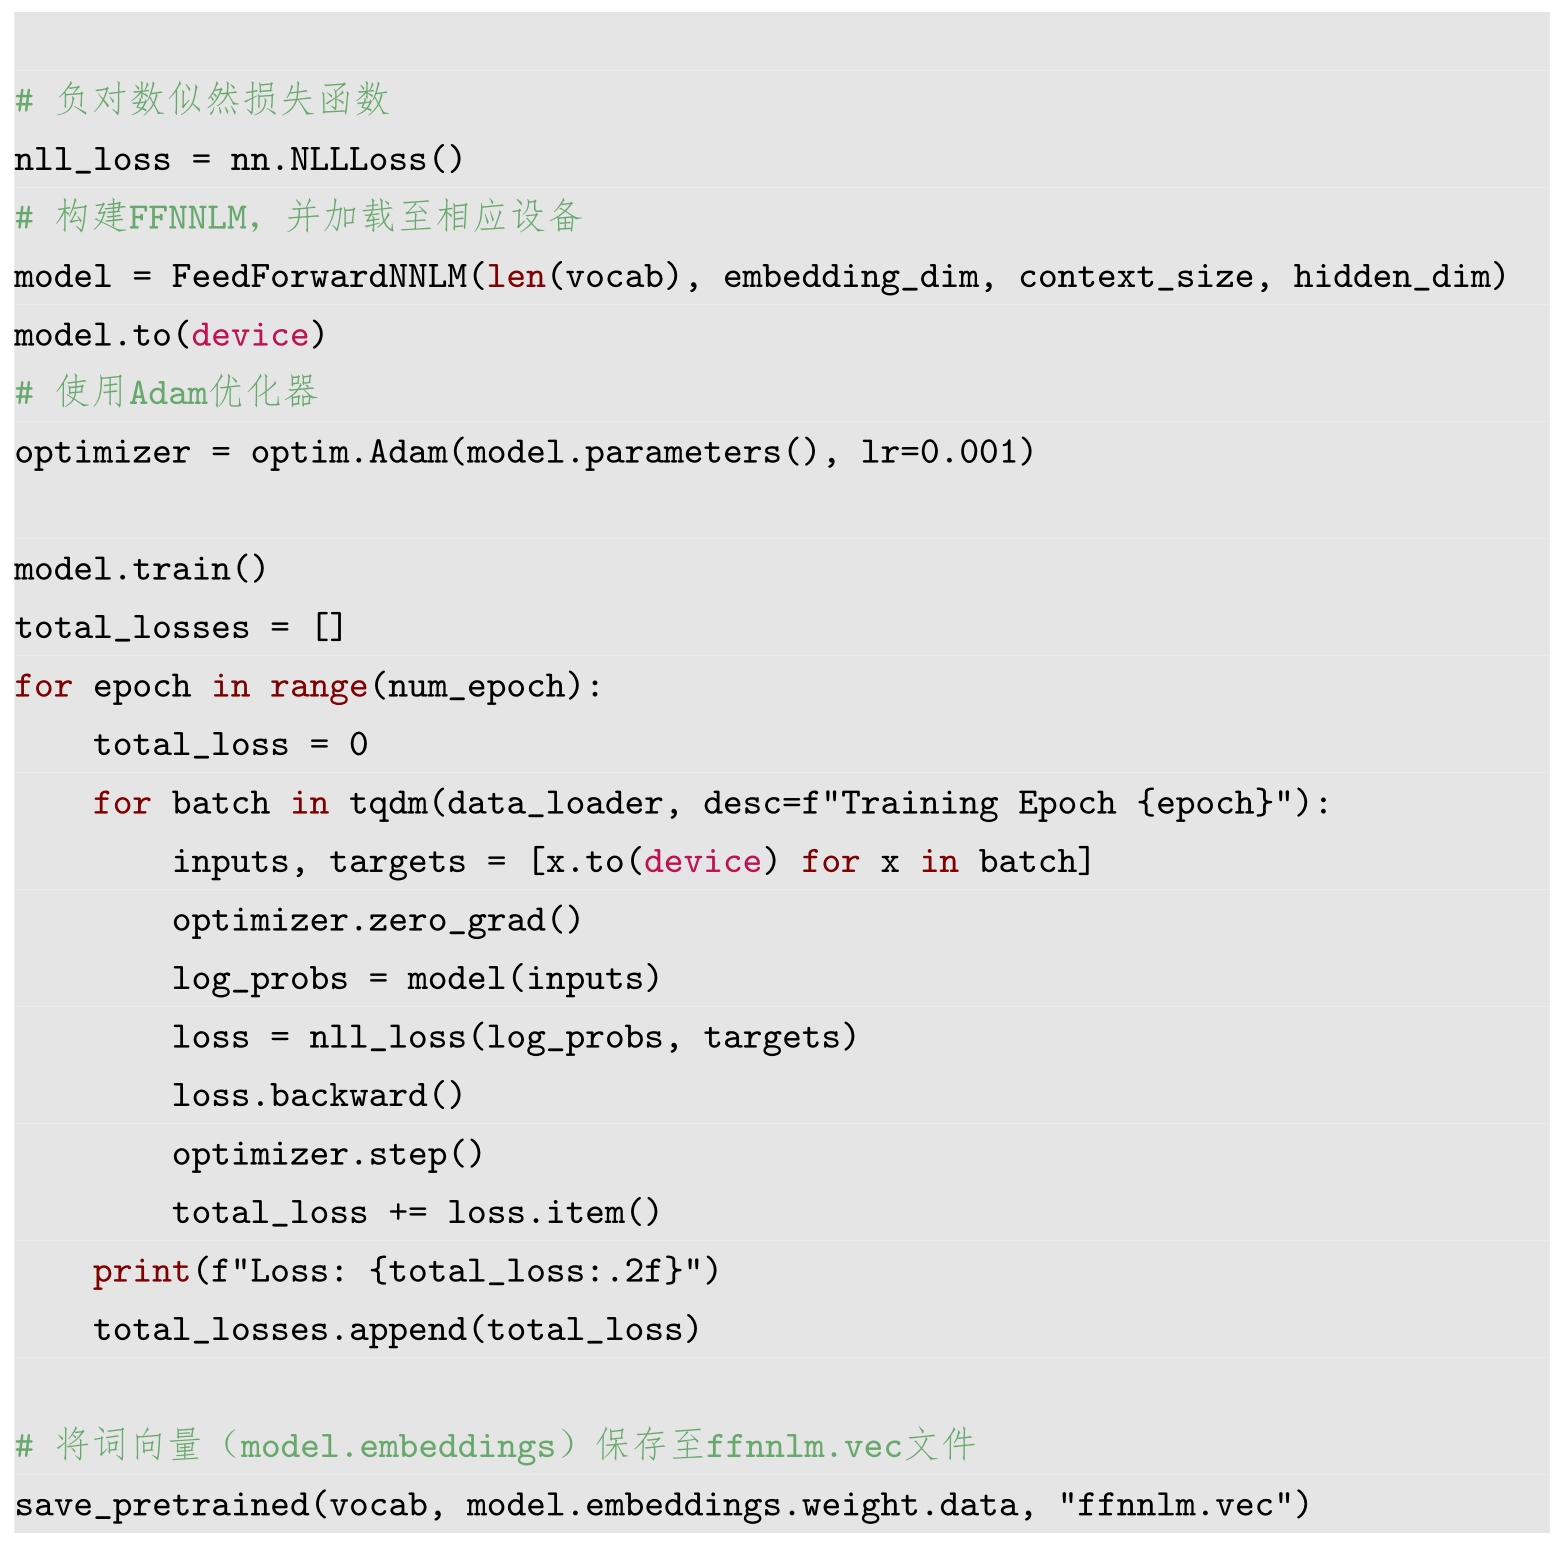 # 负对数似然损失函数
nll_loss = nn.NLLLoss()
# 构建FFNNLM，并加载至相应设备
model = FeedForwardNNLM(len(vocab), embedding_dim, context_size, hidden_dim)
model.to(device)
# 使用Adam优化器
optimizer = optim.Adam(model.parameters(), lr=0.001)

model.train()
total_losses = []
for epoch in range(num_epoch):
    total_loss = 0
    for batch in tqdm(data_loader, desc=f"Training Epoch {epoch}"):
        inputs, targets = [x.to(device) for x in batch]
        optimizer.zero_grad()
        log_probs = model(inputs)
        loss = nll_loss(log_probs, targets)
        loss.backward()
        optimizer.step()
        total_loss += loss.item()
    print(f"Loss: {total_loss:.2f}")
    total_losses.append(total_loss)

# 将词向量（model.embeddings）保存至ffnnlm.vec文件
save_pretrained(vocab, model.embeddings.weight.data, "ffnnlm.vec")